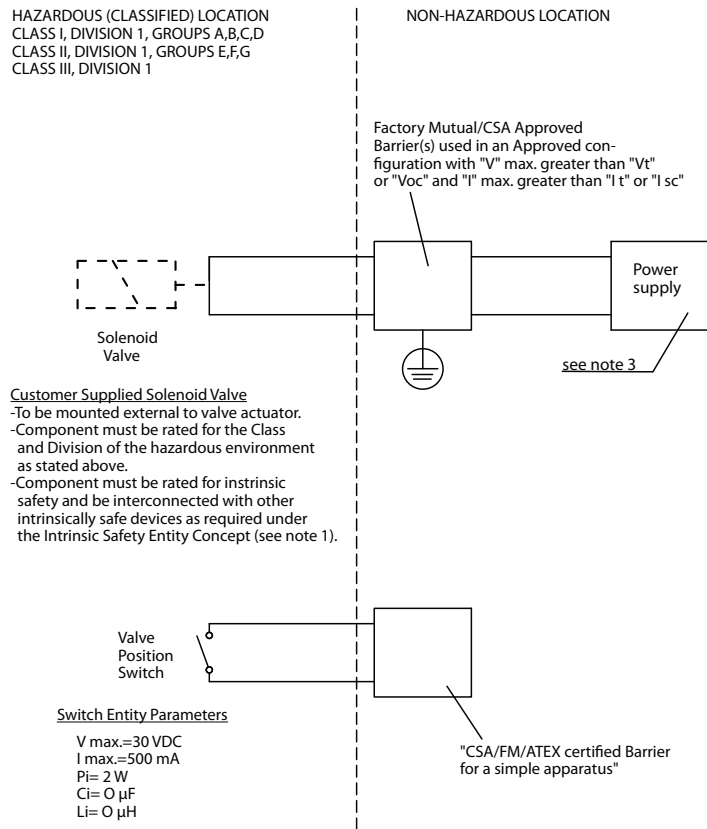 HAZARDOUS (CLASSIFIED) LOCATION
CLASS I, DIVISION 1, GROUPS A,B,C,D
CLASS II, DIVISION 1, GROUPS E,F,G
CLASS III, DIVISION 1
NON-HAZARDOUS LOCATION
Factory Mutual/CSA Approved
Barrier(s) used in an Approved con-
figuration with "V" max. greater than "Vt"
or "Voc" and "I" max. greater than "I t" or "I sc"
Power
supply
Solenoid
Valve
see note 3
Customer Supplied Solenoid Valve
-To be mounted external to valve actuator.
-Component must be rated for the Class
and Division of the hazardous environment
as stated above.
-Component must be rated for instrinsic
safety and be interconnected with other
intrinsically safe devices as required under
the Intrinsic Safety Entity Concept (see note 1).
Valve
Position
Switch
Switch Entity Parameters
V max.=30 VDC
I max.=500 mA
Pi= 2 W
Ci= O µF
Li= O µH
"CSA/FM/ATEX certified Barrier
for a simple apparatus"